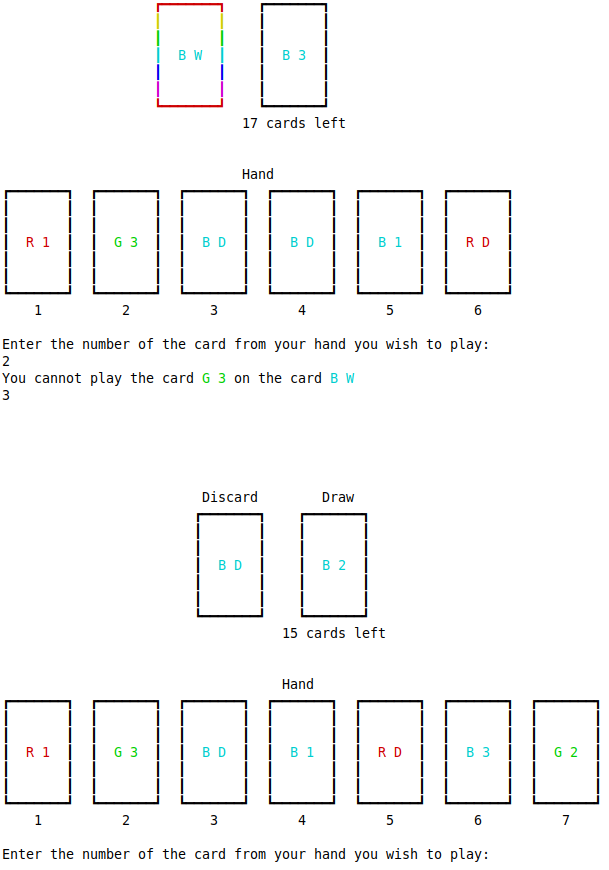 B W B 3
17 cards left
Hand
R 1 G 3 B D B D B 1 R D
1 2 3 4 5 6
Enter the number of the card from your hand you wish to play:
2
You cannot play the card G 3 on the card B W
3
Discard Draw
B D B 2
15 cards left
Hand
R 1 G 3 B D B 1 R D B 3 G 2
1 2 3 4 5 6 7
Enter the number of the card from your hand you wish to play: